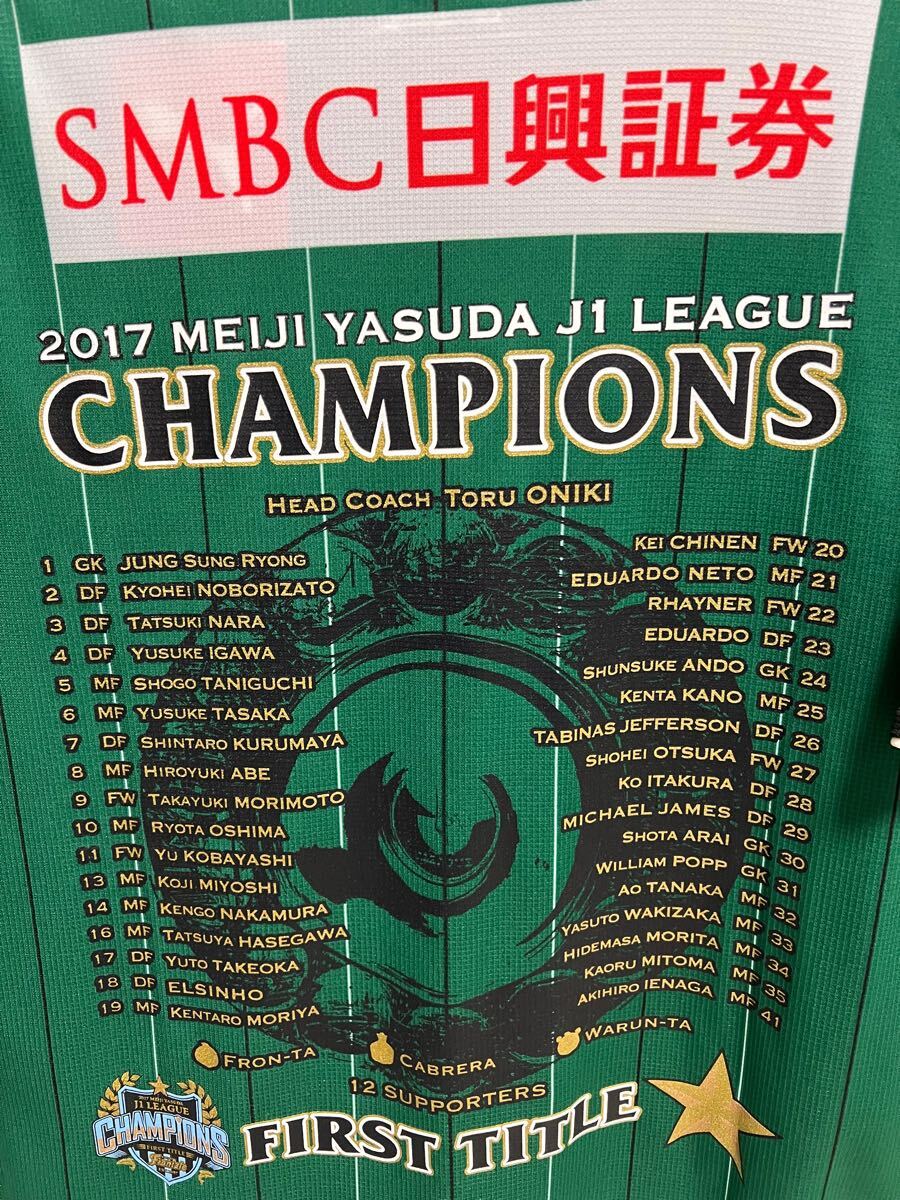 SMBC日興証券
2017 MEIJI YASUDA J1 LEAGUE
CHAMPIONS
HEAD COACH TORU ONIKI
1 GK JUNG SUNG RYONG
2 DF KYOHEI NOBORIZATO
3 DF TATSUKI NARA
4 DF YUSUKE IGAWA
5 MF SHOGO TANIGUCHI
6 MF YUSUKE TASAKA
7 DF SHINTARO KURUMAYA
8 MF HIROYUKI ABE
9 FW TAKAYUKI MORIMOTO
10 MF RYOTA OSHIMA
11 FW YU KOBAYASHI
13 MF KOJI MIYOSHI
14 MF KENGO NAKAMURA
16 MF TATSUYA HASEGAWA
17 DF YUTO TAKEOKA
18 DF ELSINHO
19 MF KENTARO MORIYA
KEI CHINEN FW 20
EDUARDO NETO MF 21
RHAYNER FW 22
EDUARDO DF 23
SHUNSUKE ANDO GK 24
KENTA KANO MF 25
TABINAS JEFFERSON DF 26
SHOHEI OTSUKA FW 27
KO ITAKURA DF 28
MICHAEL JAMES DF 29
SHOTA ARAI GK 30
WILLIAM POPP GK 31
AO TANAKA MF 32
YASUTO WAKIZAKA MF 33
HIDEMASA MORITA MF 34
KAORU MITOMA MF 35
AKIHIRO IENAGA MF 41
FRON-TA CABRERA WARUN-TA
12 SUPPORTERS
FIRST TITLE
2017 MEIJI YASUDA
J1 LEAGUE
CHAMPIONS
FIRST TITLE
Frontale